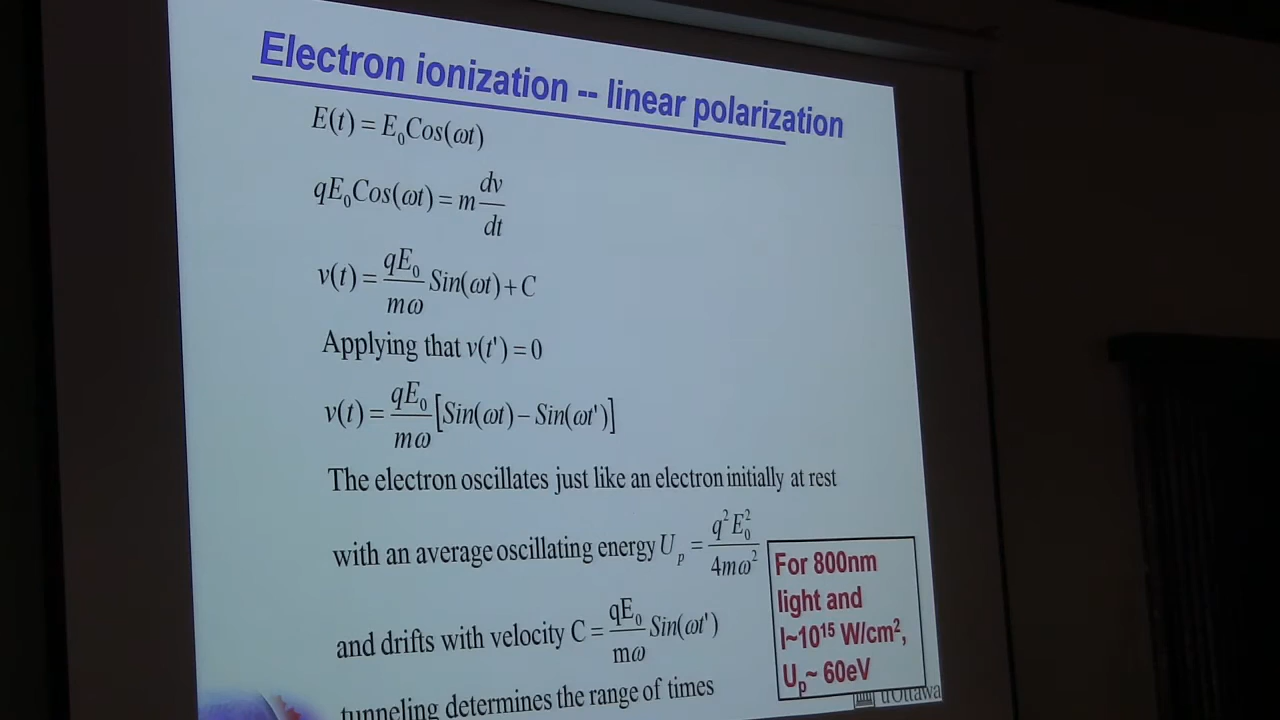 Electron ionization -- linear polarization
E(t) = E₀Cos(ωt)
qE₀Cos(ωt) = m dv/dt
v(t) = qE₀/mω Sin(ωt) + C
Applying that v(t') = 0
v(t) = qE₀/mω [Sin(ωt) − Sin(ωt')]
The electron oscillates just like an electron initially at rest
with an average oscillating energy Uₚ = q²E₀²/4mω²
and drifts with velocity C = qE₀/mω Sin(ωt')
tunneling determines the range of times
For 800nm
light and
I~10¹⁵ W/cm²,
Uₚ~ 60eV
uOttawa